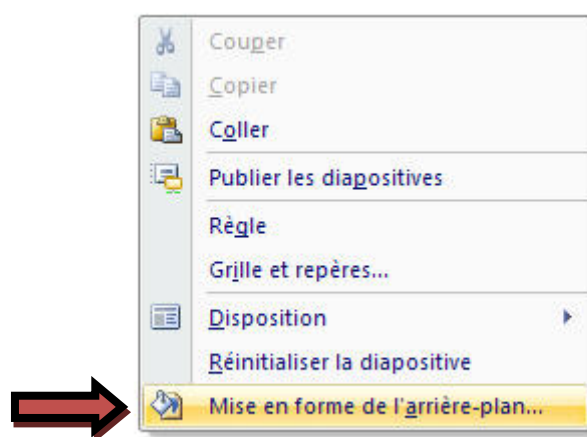 Couper
Copier
Coller
Publier les diapositives
Règle
Grille et repères...
Disposition
Réinitialiser la diapositive
Mise en forme de l'arrière-plan...